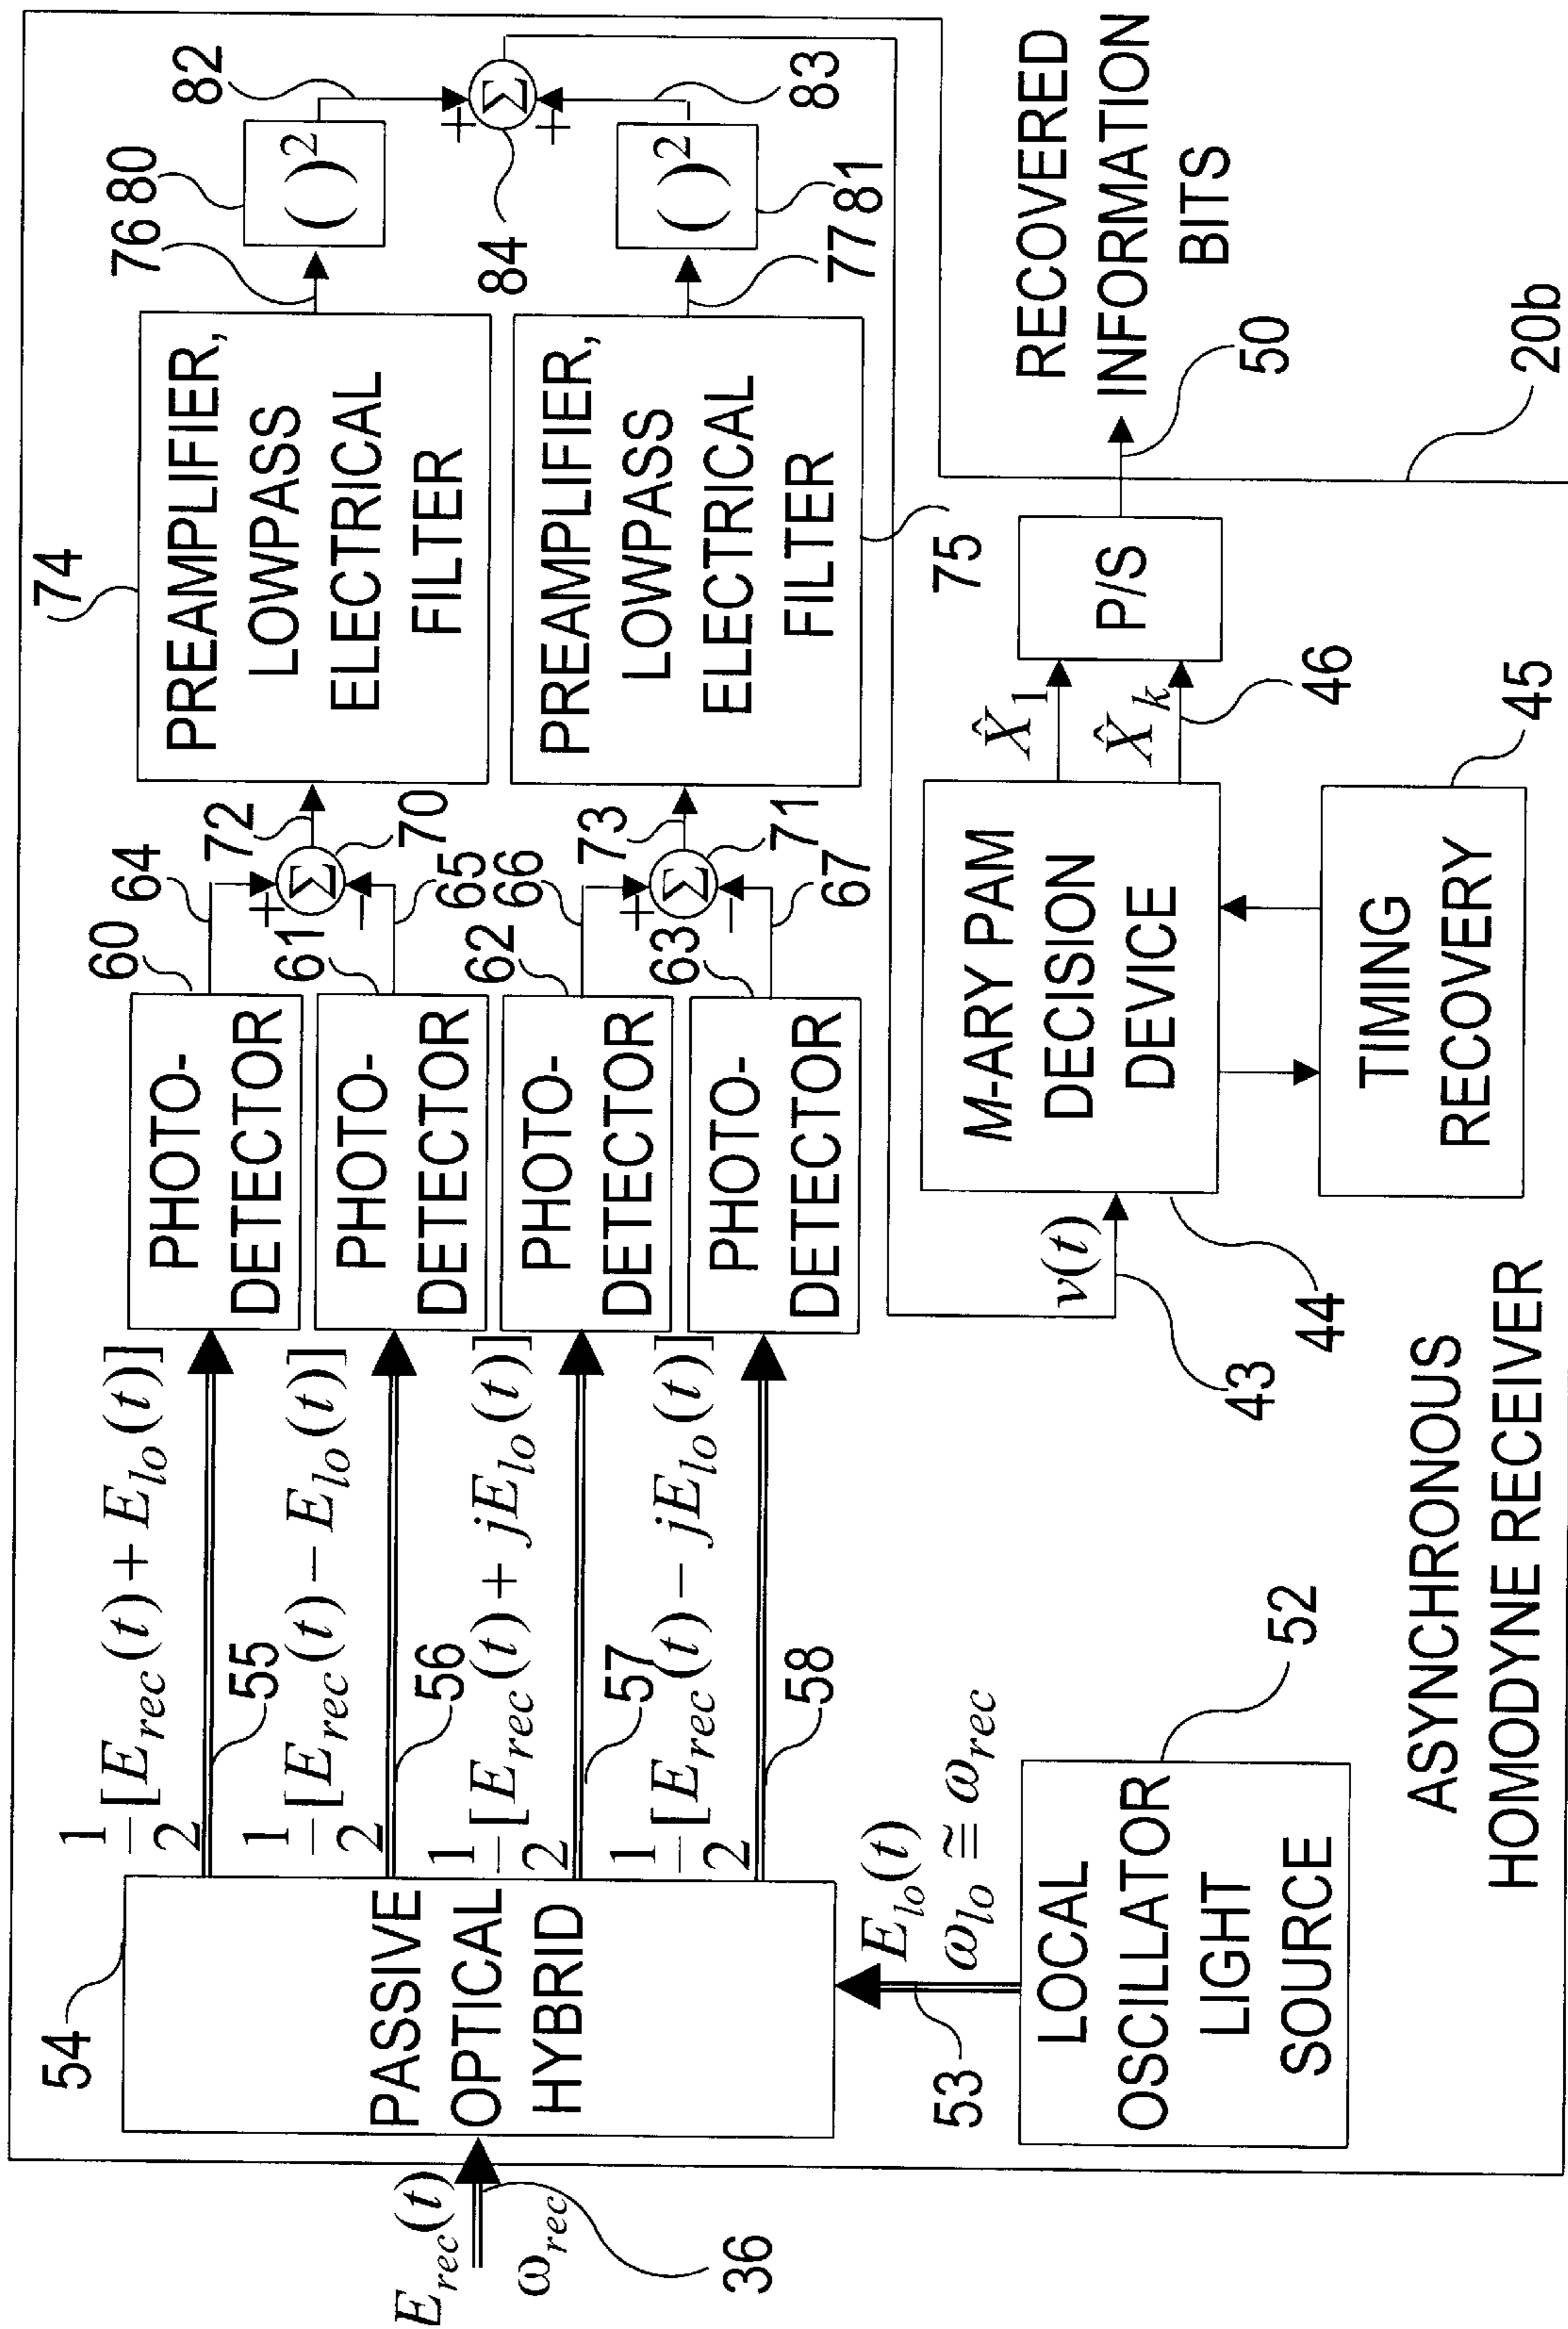 54
PASSIVE
OPTICAL
HYBRID
E_rec(t)
ω_rec
36
1/2 [E_rec(t) + E_lo(t)]
55
1/2 [E_rec(t) − E_lo(t)]
56
1/2 [E_rec(t) + jE_lo(t)]
57
1/2 [E_rec(t) − jE_lo(t)]
58
E_lo(t)
ω_lo ≅ ω_rec
53
LOCAL
OSCILLATOR
LIGHT
SOURCE
52
PHOTO-
DETECTOR
60
PHOTO-
DETECTOR
61
PHOTO-
DETECTOR
62
PHOTO-
DETECTOR
63
64
+
Σ
−
65
70
72
66
+
Σ
−
67
71
73
74
PREAMPLIFIER,
LOWPASS
ELECTRICAL
FILTER
PREAMPLIFIER,
LOWPASS
ELECTRICAL
FILTER
75
76
80
( )²
82
77
81
( )²
83
+
Σ
+
84
v(t)
43
M-ARY PAM
DECISION
DEVICE
44
TIMING
RECOVERY
45
X̂_1
X̂_k
46
P/S
50
RECOVERED
INFORMATION
BITS
20b
ASYNCHRONOUS
HOMODYNE RECEIVER